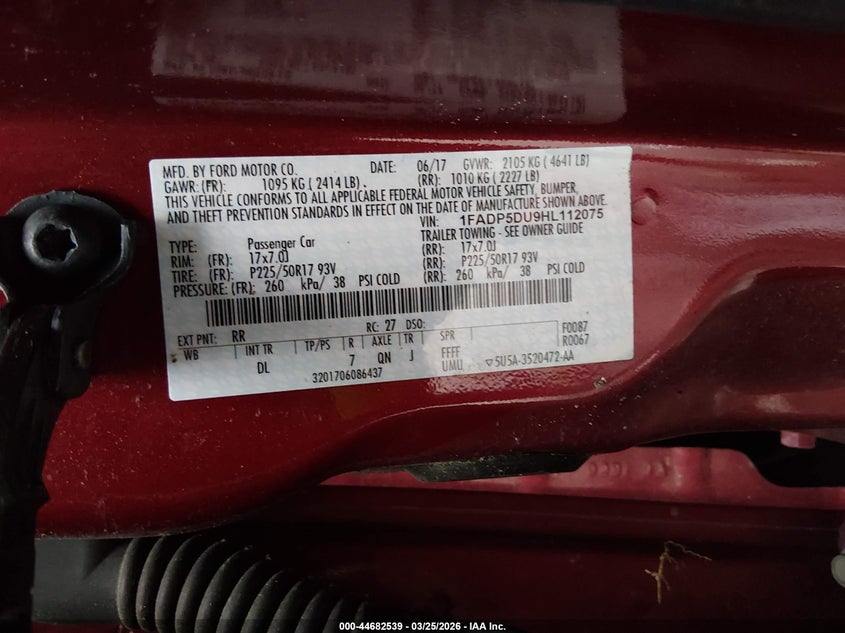 MFD. BY FORD MOTOR CO. DATE: 06/17 GVWR: 2105 KG ( 4641 LB)
GAWR: (FR): 1095 KG ( 2414 LB) . (RR): 1010 KG ( 2227 LB)
THIS VEHICLE CONFORMS TO ALL APPLICABLE FEDERAL MOTOR VEHICLE SAFETY, BUMPER,
AND THEFT PREVENTION STANDARDS IN EFFECT ON THE DATE OF MANUFACTURE SHOWN ABOVE.
VIN: 1FADP5DU9HL112075
TYPE: Passenger Car TRAILER TOWING - SEE OWNER GUIDE
RIM: (FR): 17x7.0J (RR): 17x7.0J
TIRE: (FR): P225/50R17 93V (RR): P225/50R17 93V
PRESSURE: (FR): 260 kPa/ 38 PSI COLD (RR): 260 kPa/ 38 PSI COLD
EXT PNT: RR RC: 27 DSO: F0087
WB INT TR TP/PS R AXLE TR SPR R0067
DL 7 QN J FFFF
UMU ▽5U5A-3520472-AA
3201706086437
000-44682539 | 03/25/2026 - IAA Inc.